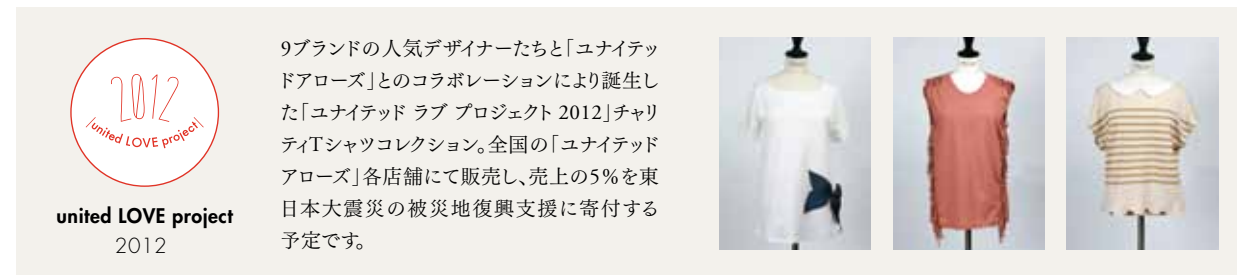 2012
united LOVE project
united LOVE project
2012
9ブランドの人気デザイナーたちと「ユナイテッ
ドアローズ」とのコラボレーションにより誕生し
た「ユナイテッド ラブ プロジェクト 2012」チャリ
ティTシャツコレクション。全国の「ユナイテッド
アローズ」各店舗にて販売し、売上の5%を東
日本大震災の被災地復興支援に寄付する
予定です。